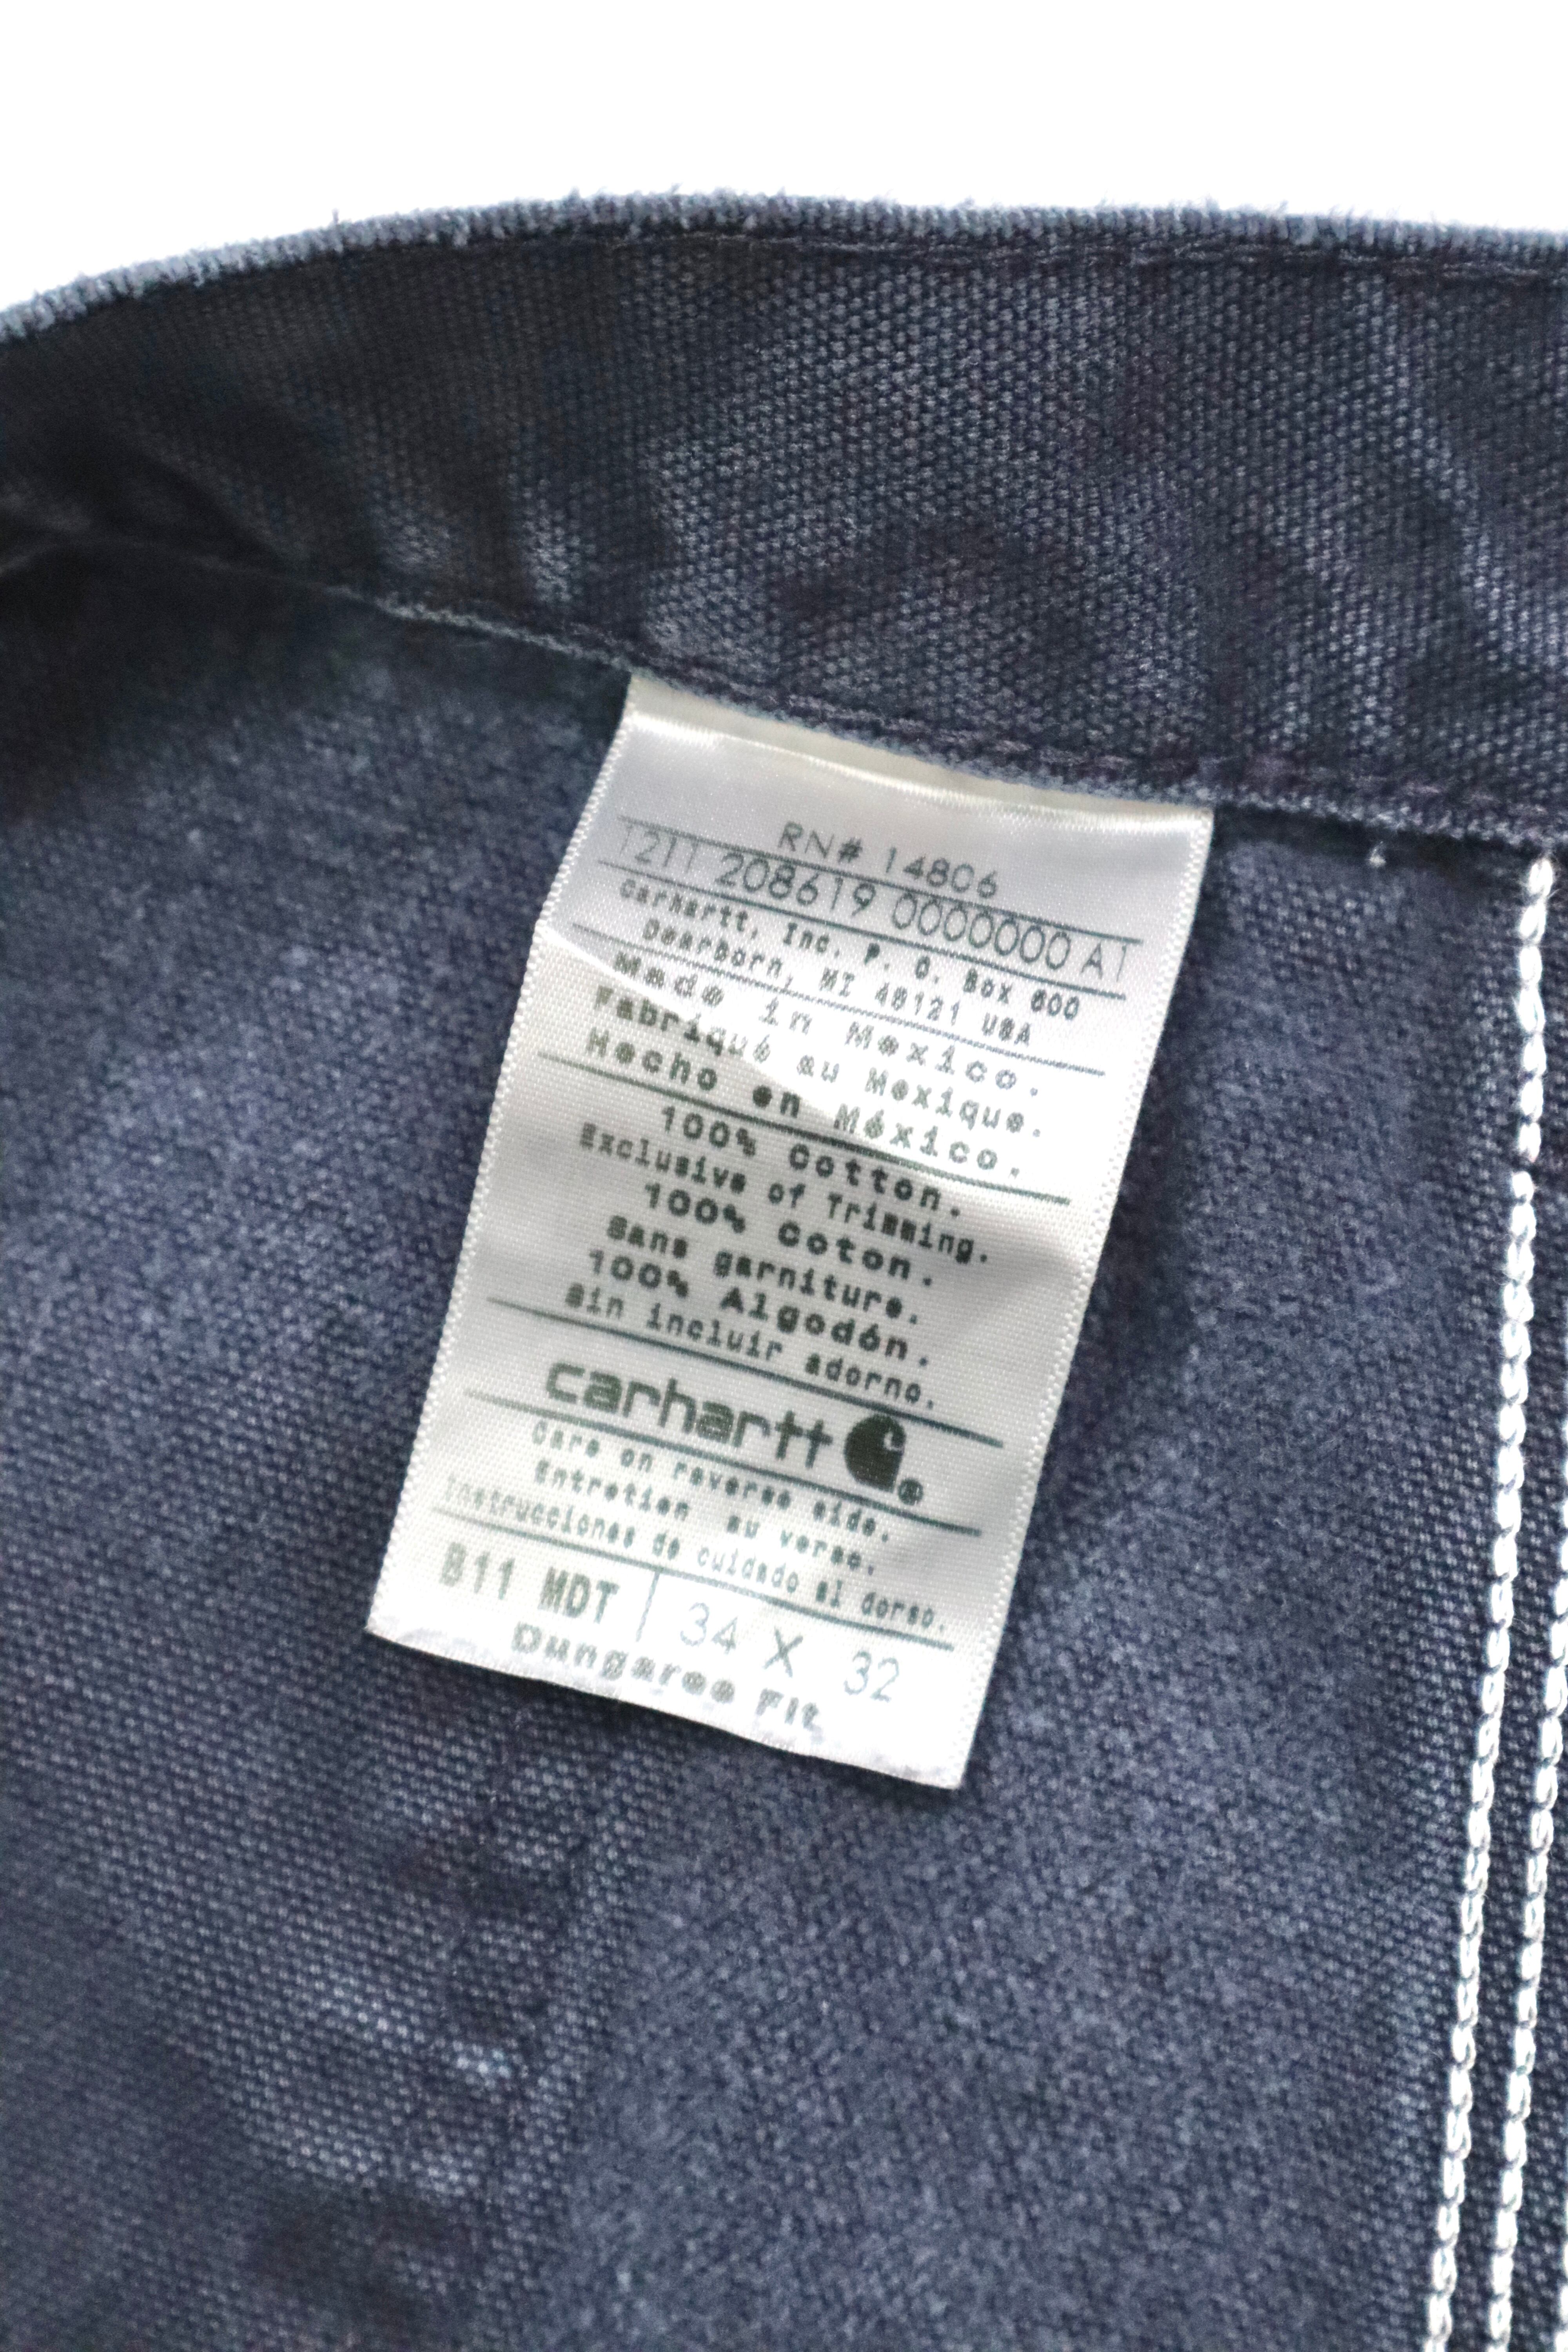 RN# 14806
1211 208619 0000000 A1
Carhartt, Inc. P. O. Box 600
Dearborn, MI 48121 USA
Made in Mexico.
Fabriqué au Mexique.
Hecho en México.
100% Cotton.
Exclusive of Trimming.
100% Coton.
Sans garniture.
100% Algodón.
Sin incluir adorno.
carhartt ®
Care on reverse side.
Entretien au verso.
Instrucciones de cuidado al dorso.
B11 MDT | 34 X 32
Dungaree Fit